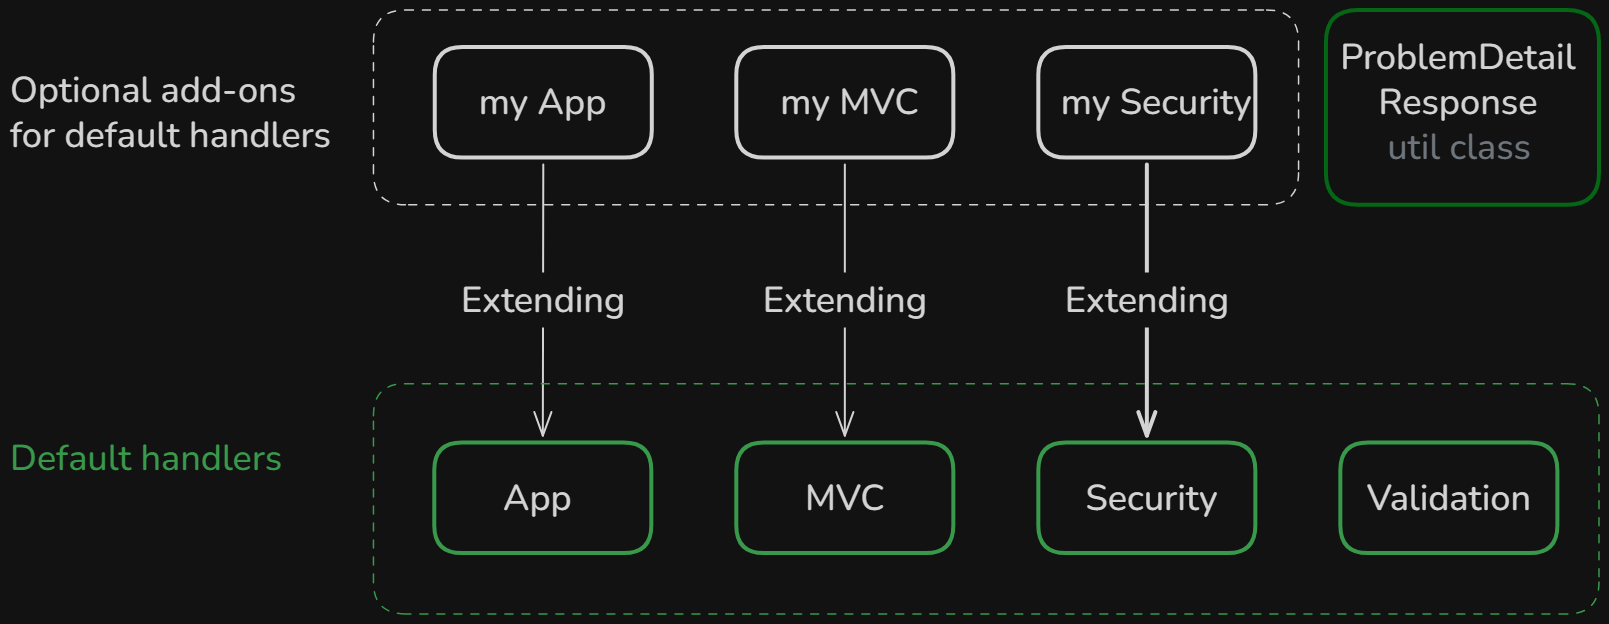 Optional add-ons
for default handlers
my App
my MVC
my Security
ProblemDetail
Response
util class
Extending
Extending
Extending
Default handlers
App
MVC
Security
Validation